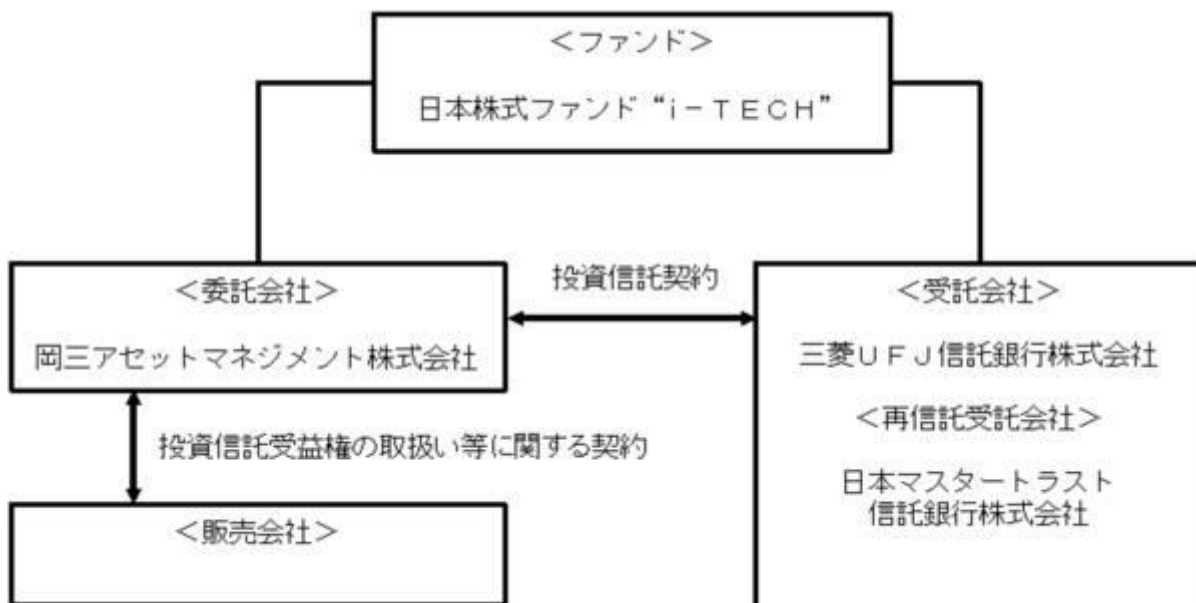 ＜ファンド＞
日本株式ファンド“ｉ－ＴＥＣＨ”
＜委託会社＞
岡三アセットマネジメント株式会社
投資信託契約
＜受託会社＞
三菱ＵＦＪ信託銀行株式会社
＜再信託受託会社＞
日本マスタートラスト
信託銀行株式会社
投資信託受益権の取扱い等に関する契約
＜販売会社＞